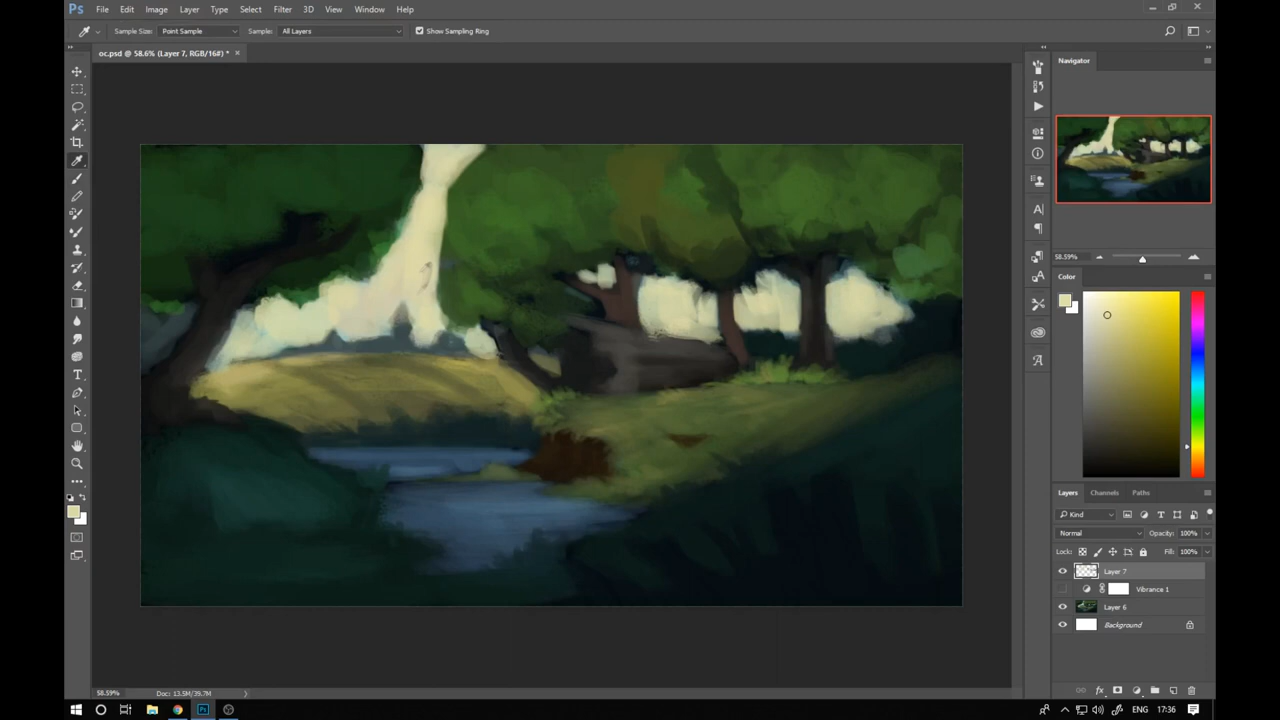 Ps File Edit Image Layer Type Select Filter 3D View Window Help
Sample Size: Point Sample Sample: All Layers Show Sampling Ring
oc.psd @ 58.6% (Layer 7, RGB/16#) * ×
Navigator
58.59%
Color
Layers Channels Paths
Kind
Normal Opacity: 100%
Lock: Fill: 100%
Layer 7
Vibrance 1
Layer 6
Background
58.59% Doc: 13.5M/39.7M
ENG 17:36